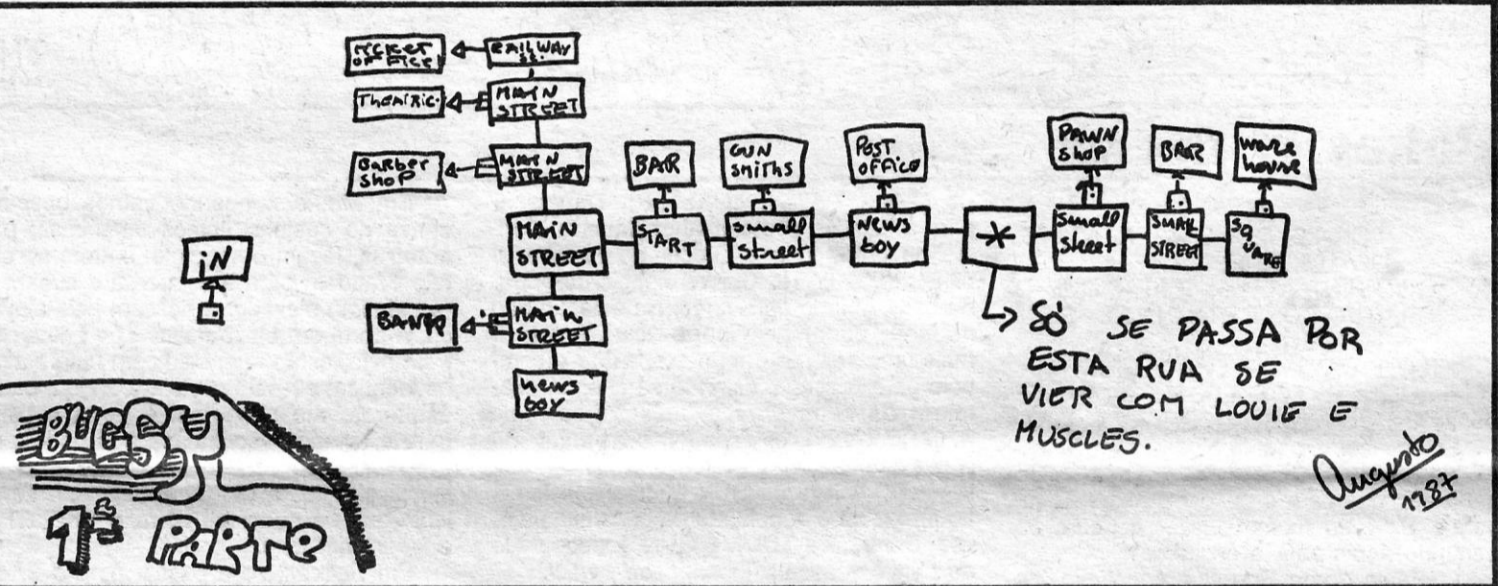 TICKET
OFFICE
RAILWAY
MAIN
STREET
BARBER
SHOP
MAIN
STREET
BAR
GUN
SMITHS
POST
OFFICE
PAWN
SHOP
BAR
WARE
HOUSE
iN
MAIN
STREET
START
Small
Street
NEWS
boy
*
Small
Street
SMALL
STREET
SQUARE
MAIN
STREET
news
boy
SÓ SE PASSA POR
ESTA RUA SE
VIER COM LOUIE E
MUSCLES.
BUGSY
1ª PARTE
Augusto
1987